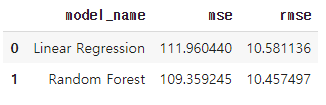 model_name mse rmse
0 Linear Regression 111.960440 10.581136
1 Random Forest 109.359245 10.457497